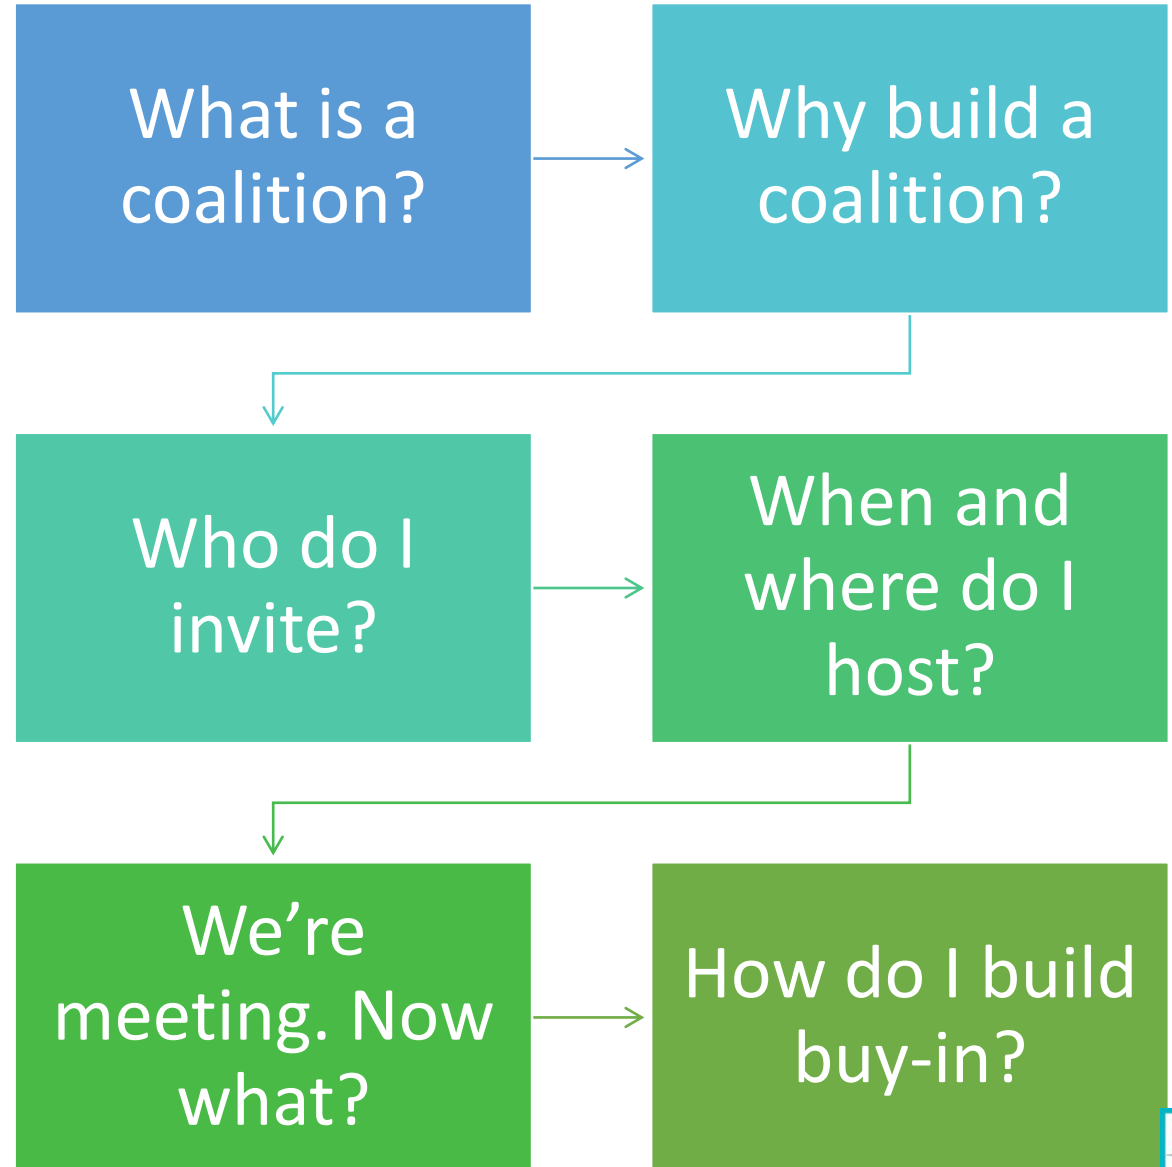 What is a
coalition?
Why build a
coalition?
Who do I
invite?
When and
where do I
host?
We’re
meeting. Now
what?
How do I build
buy-in?